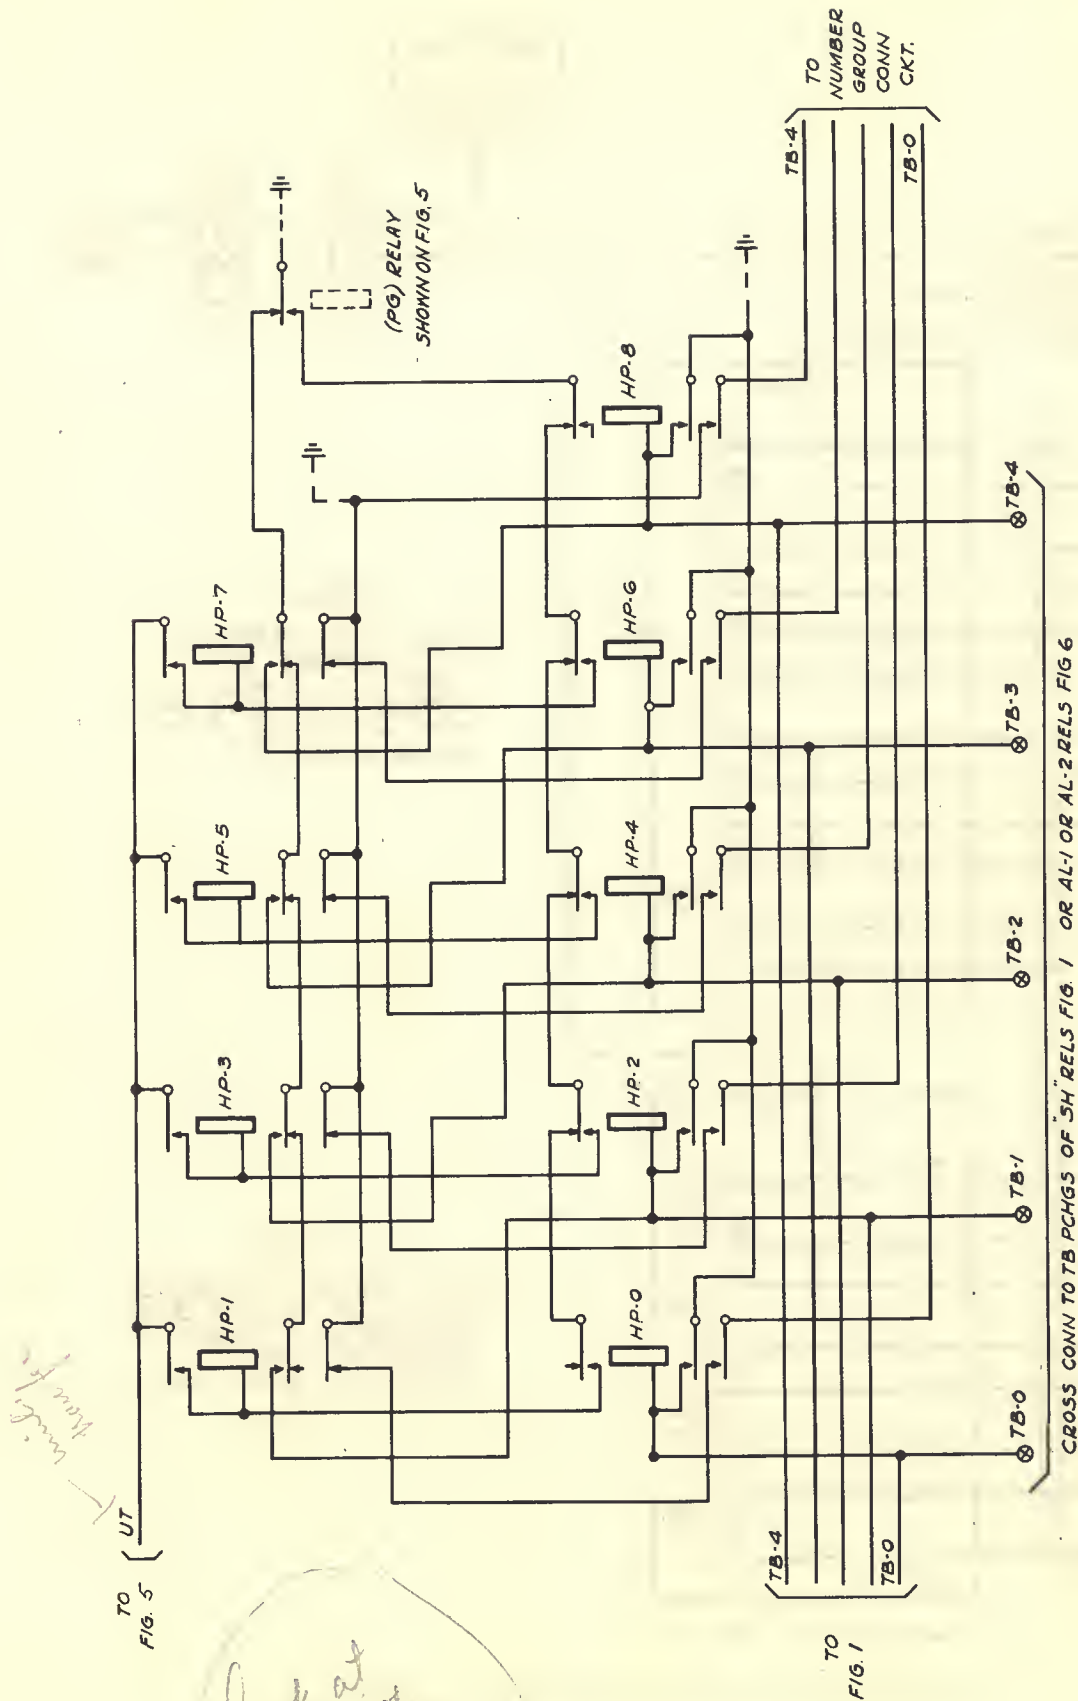 TO
FIG. 5
UT
HP-1
HP-3
HP-5
HP-7
(PG) RELAY
SHOWN ON FIG. 5
HP-0
HP-2
HP-4
HP-6
HP-8
TO
FIG. 1
TB-4
TB-0
TB-4
TB-0
TO
NUMBER
GROUP
CONN
CKT.
TB-0
TB-1
TB-2
TB-3
TB-4
CROSS CONN TO TB PCHGS OF "SH" RELS FIG. 1 OR AL-1 OR AL-2 RELS FIG 6
at